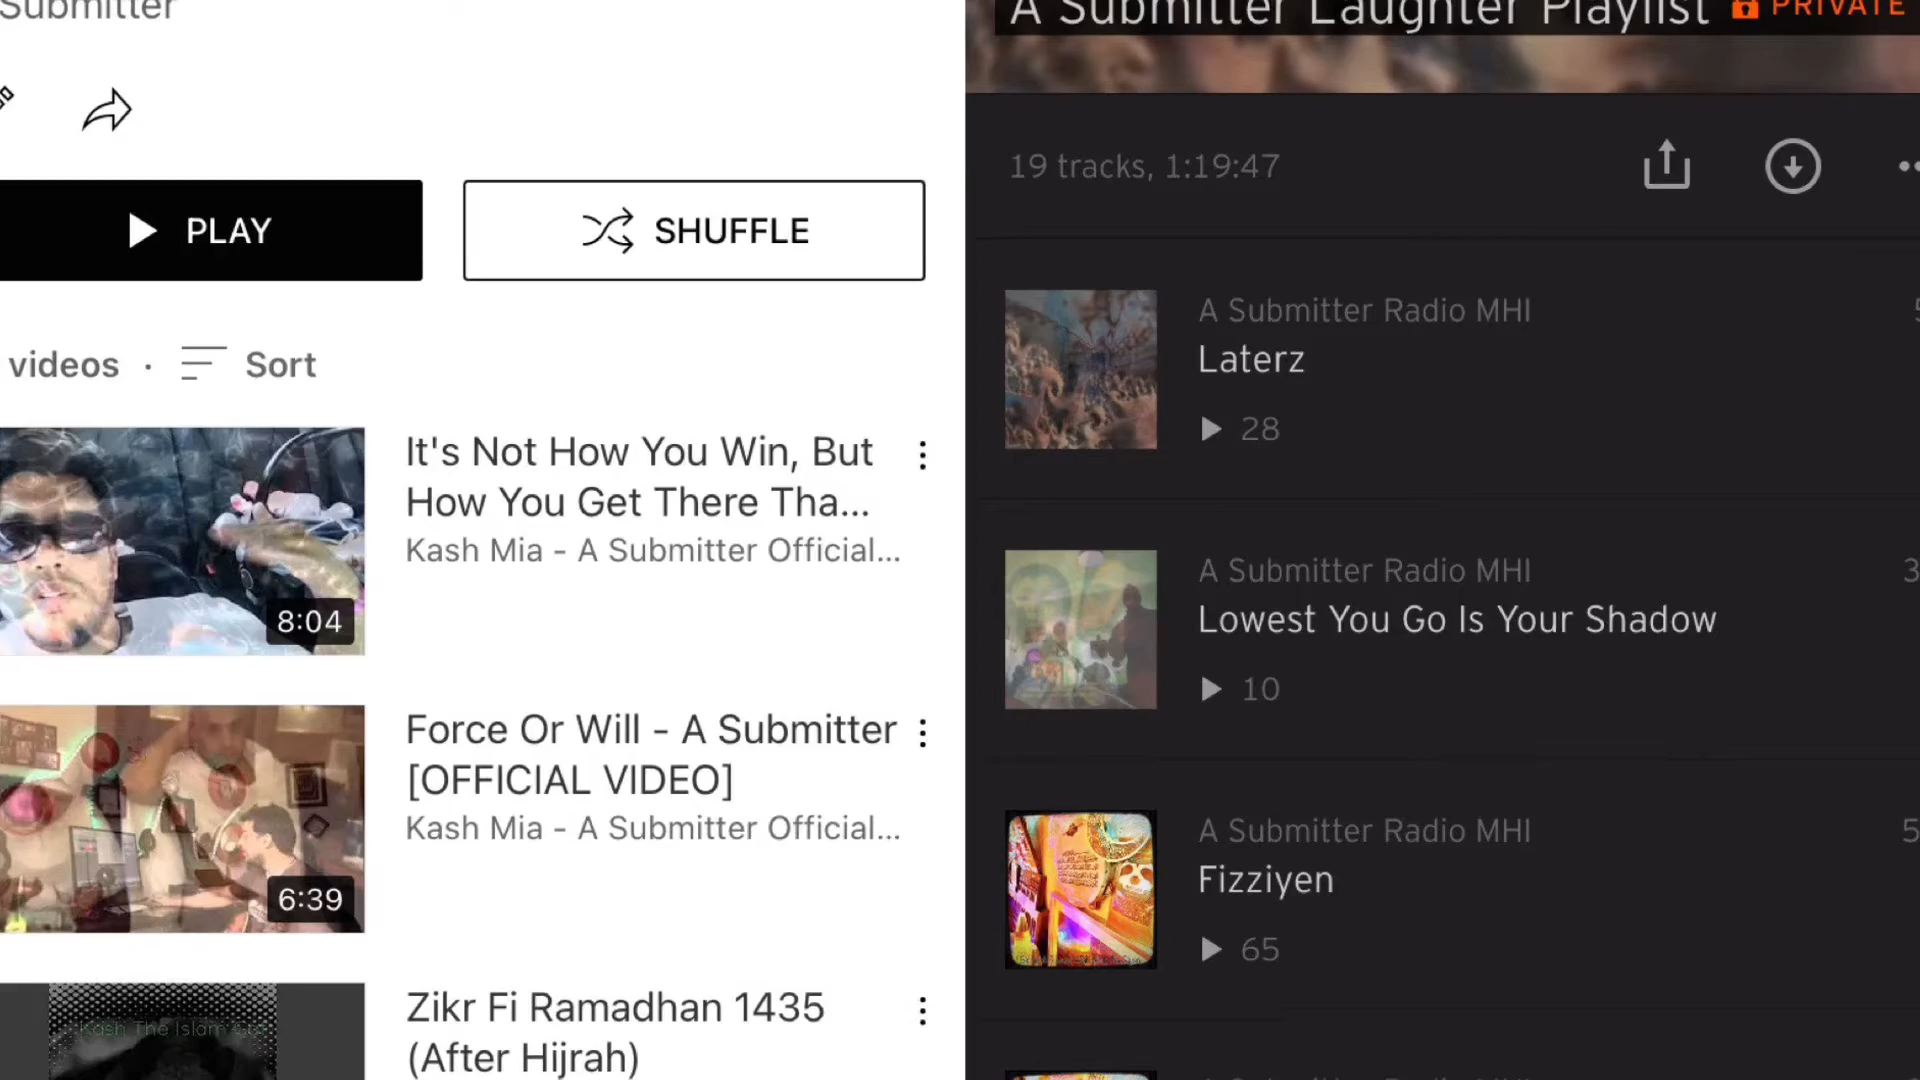 Submitter
PLAY
SHUFFLE
videos · Sort
It's Not How You Win, But
How You Get There Tha...
Kash Mia - A Submitter Official...
8:04
Force Or Will - A Submitter
[OFFICIAL VIDEO]
Kash Mia - A Submitter Official...
6:39
Zikr Fi Ramadhan 1435
(After Hijrah)
Kash The Islam
A Submitter Laughter Playlist PRIVATE
19 tracks, 1:19:47
A Submitter Radio MHI
Laterz
28
A Submitter Radio MHI
Lowest You Go Is Your Shadow
10
A Submitter Radio MHI
Fizziyen
65